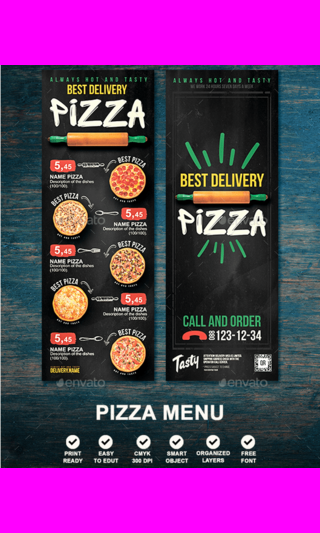 ALWAYS HOT AND TASTY
BEST DELIVERY
PiZZA
5,45
NAME PIZZA
Description of the dishes
(100/100).
BEST PIZZA
BEST PIZZA
5,45
NAME PIZZA
Description of the dishes
(100/100).
5,45
NAME PIZZA
Description of the dishes
(100/100).
BEST PIZZA
BEST PIZZA
5,45
NAME PIZZA
Description of the dishes
(100/100).
5,45
NAME PIZZA
Description of the dishes
(100/100).
BEST PIZZA
DELIVERY.NAME
envato
ALWAYS HOT AND TASTY
BEST DELIVERY
PiZZA
CALL AND ORDER
123-12-34
Tasty
envato
PIZZA MENU
PRINT
READY
EASY
TO EDUT
CMYK
300 DPI
SMART
OBJECT
ORGANIZED
LAYERS
FREE
FONT